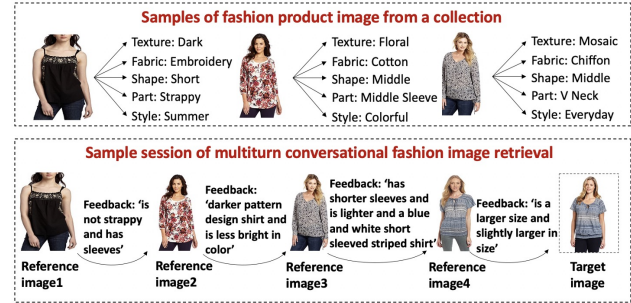 Samples of fashion product image from a collection
Texture: Dark
Fabric: Embroidery
Shape: Short
Part: Strappy
Style: Summer
Texture: Floral
Fabric: Cotton
Shape: Middle
Part: Middle Sleeve
Style: Colorful
Texture: Mosaic
Fabric: Chiffon
Shape: Middle
Part: V Neck
Style: Everyday
Sample session of multiturn conversational fashion image retrieval
Feedback: ‘is
not strappy
and has
sleeves’
Feedback:
‘darker pattern
design shirt and
is less bright in
color’
Feedback: ‘has
shorter sleeves and
is lighter and a blue
and white short
sleeved striped shirt’
Feedback: ‘is a
larger size and
slightly larger in
size’
Reference
image1
Reference
image2
Reference
image3
Reference
image4
Target
image